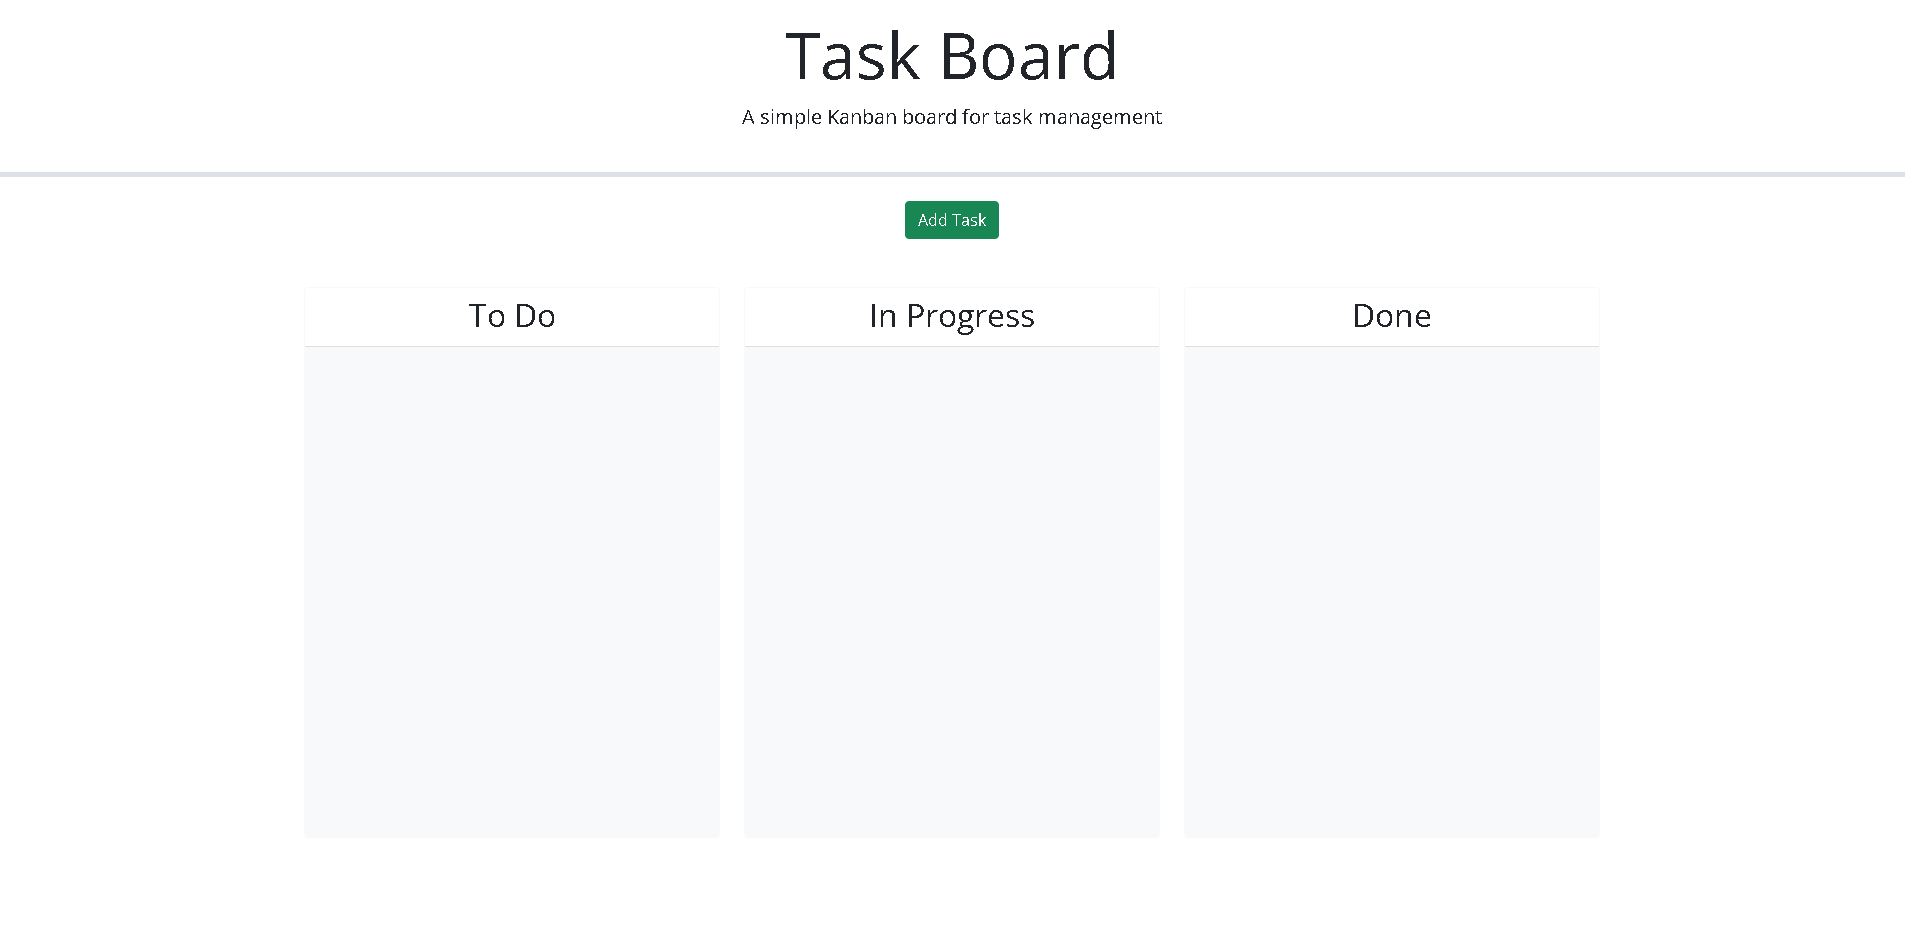 Task Board
A simple Kanban board for task management
Add Task
To Do
In Progress
Done